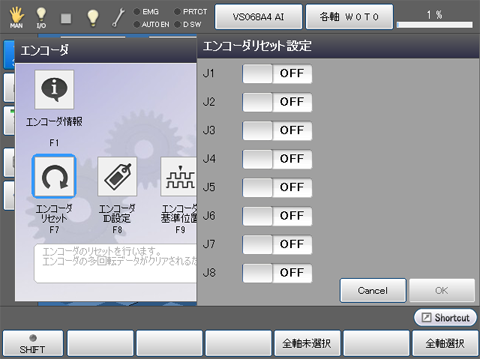 MAN
I/O
EMG
AUTO EN
PRTCT
D SW
VS068A4 AI
各軸 W0T0
1 %
エンコーダ
エンコーダ情報
F1
エンコーダ
リセット
F7
エンコーダ
ID設定
F8
エンコーダ
基準位置
F9
エンコーダのリセットを行います。
エンコーダの多回転データがクリアされるた
エンコーダリセット設定
J1 OFF
J2 OFF
J3 OFF
J4 OFF
J5 OFF
J6 OFF
J7 OFF
J8 OFF
Cancel
OK
Shortcut
SHIFT
全軸未選択
全軸選択